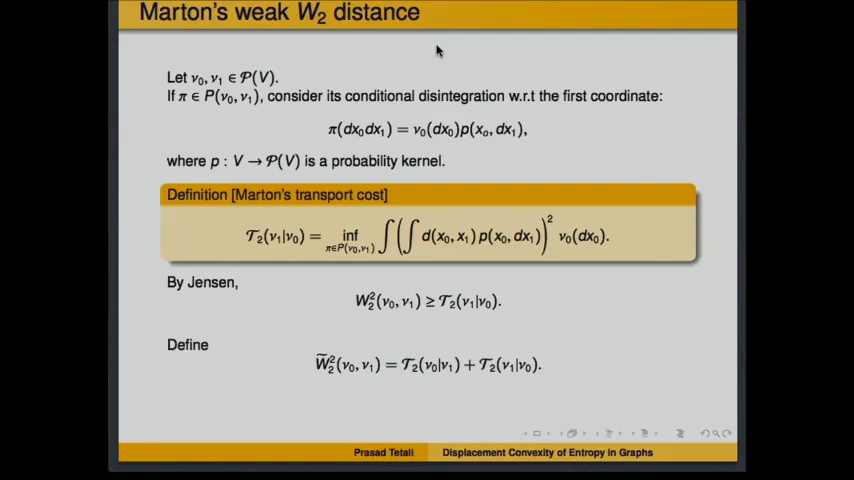 Marton's weak W₂ distance
Let ν₀, ν₁ ∈ 𝒫(V).
If π ∈ P(ν₀, ν₁), consider its conditional disintegration w.r.t the first coordinate:
π(dx₀dx₁) = ν₀(dx₀)p(xₒ, dx₁),
where p : V → 𝒫(V) is a probability kernel.
Definition [Marton's transport cost]
𝒯₂(ν₁|ν₀) = inf_{π∈P(ν₀,ν₁)} ∫ (∫ d(x₀, x₁) p(x₀, dx₁))² ν₀(dx₀).
By Jensen,
W₂²(ν₀, ν₁) ≥ 𝒯₂(ν₁|ν₀).
Define
W̃₂²(ν₀, ν₁) = 𝒯₂(ν₀|ν₁) + 𝒯₂(ν₁|ν₀).
Prasad Tetali Displacement Convexity of Entropy in Graphs